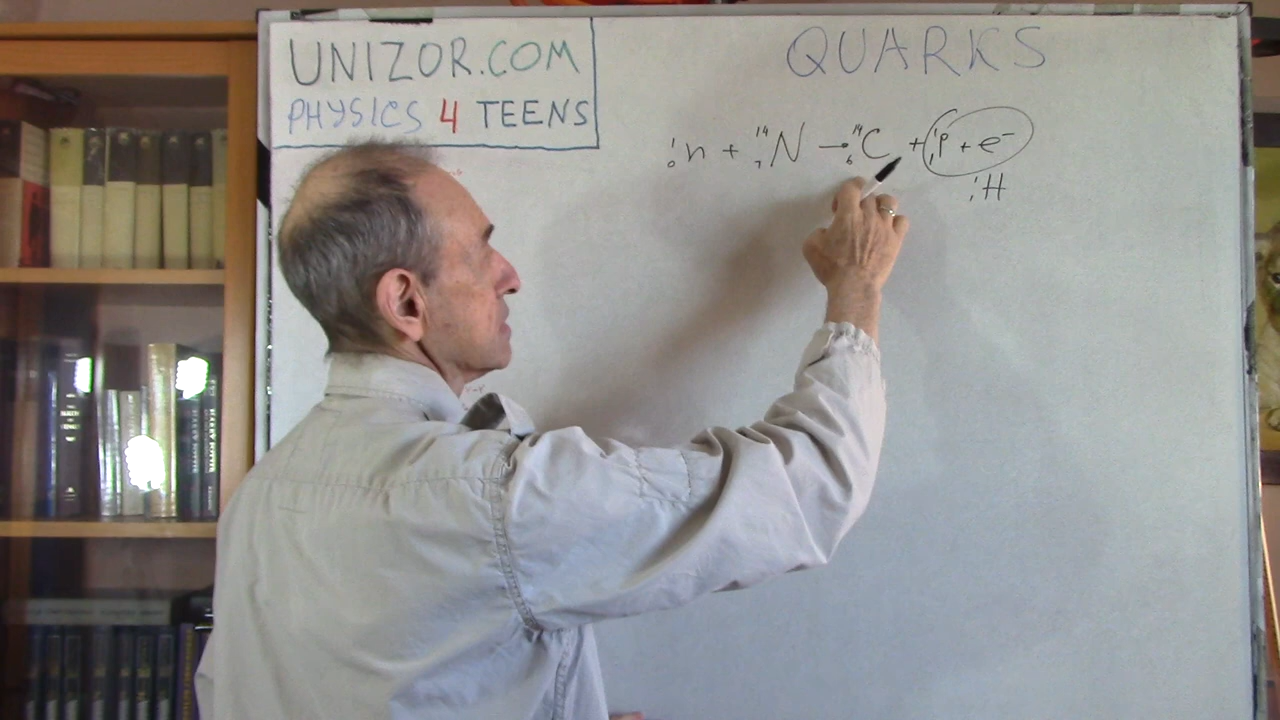 UNIZOR.COM
PHYSICS 4 TEENS
QUARKS
¹₀n + ¹⁴₇N → ¹⁴₆C + (¹₁p + e⁻)
¹₁H